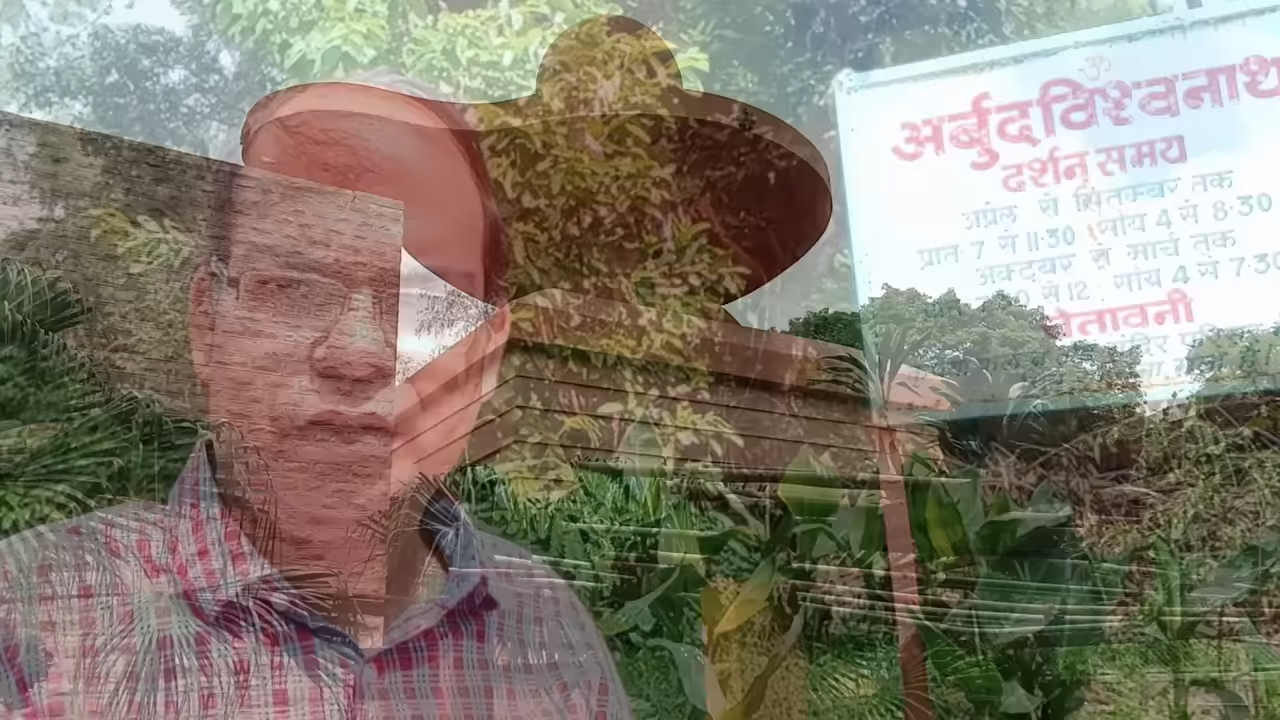 ॐ
अर्बुद विश्वनाथ
दर्शन समय
अप्रेल से सितम्बर तक
प्रात 7 से 11.30 सांय 4 से 8.30
अक्टूबर से मार्च तक
से 12 सांय 4 से 7.30
चेतावनी